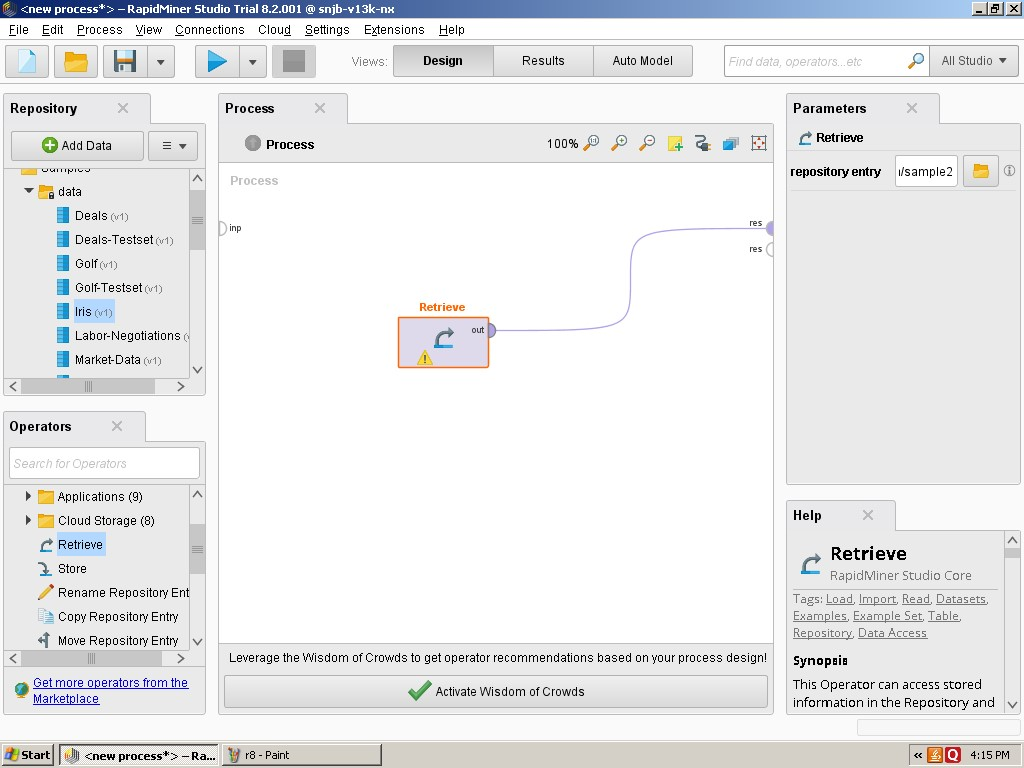 <new process*> – RapidMiner Studio Trial 8.2.001 @ snjb-v13k-nx
File Edit Process View Connections Cloud Settings Extensions Help
Views: Design Results Auto Model Find data, operators...etc All Studio
Repository
Add Data
Samples
data
Deals (v1)
Deals-Testset (v1)
Golf (v1)
Golf-Testset (v1)
Iris (v1)
Labor-Negotiations (
Market-Data (v1)
Operators
Search for Operators
Applications (9)
Cloud Storage (8)
Retrieve
Store
Rename Repository Ent
Copy Repository Entry
Move Repository Entry
Get more operators from the
Marketplace
Process
Process 100%
Process
inp
res
res
Retrieve
out
Leverage the Wisdom of Crowds to get operator recommendations based on your process design!
Activate Wisdom of Crowds
Parameters
Retrieve
repository entry /sample2
Help
Retrieve
RapidMiner Studio Core
Tags: Load, Import, Read, Datasets,
Examples, Example Set, Table,
Repository, Data Access
Synopsis
This Operator can access stored
information in the Repository and
Start <new process*> – Ra... r8 - Paint « 4:15 PM